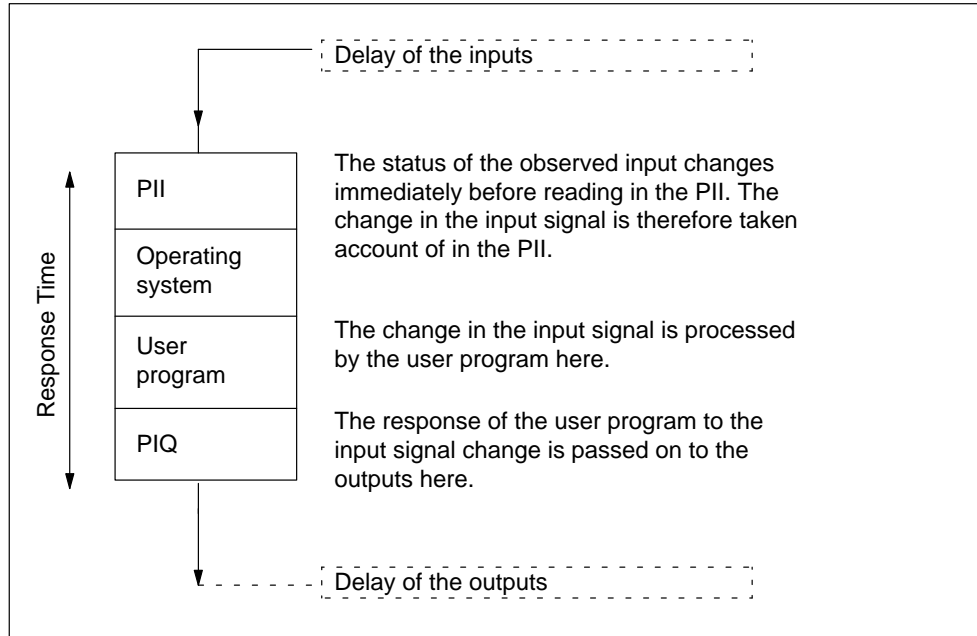 Delay of the inputs
Response Time
PII
The status of the observed input changes
immediately before reading in the PII. The
change in the input signal is therefore taken
account of in the PII.
Operating
system
User
program
The change in the input signal is processed
by the user program here.
PIQ
The response of the user program to the
input signal change is passed on to the
outputs here.
Delay of the outputs